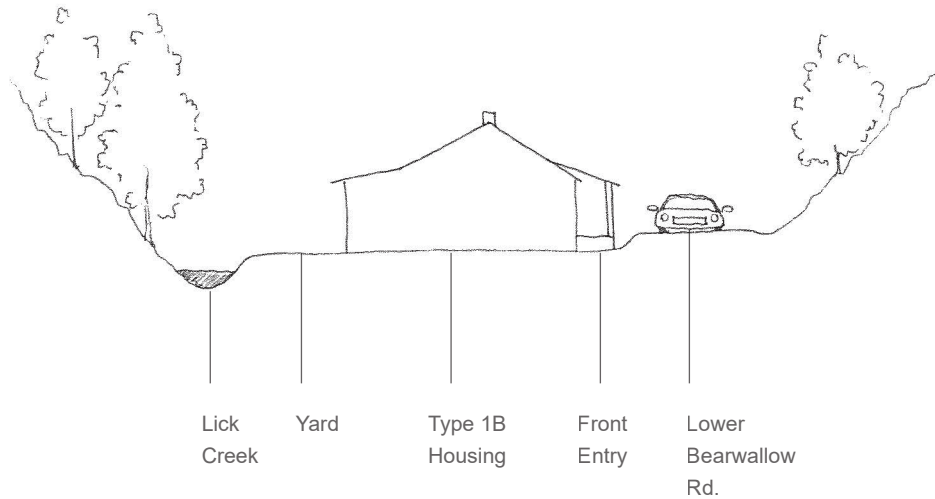 Lick
Creek
Yard
Type 1B
Housing
Front
Entry
Lower
Bearwallow
Rd.